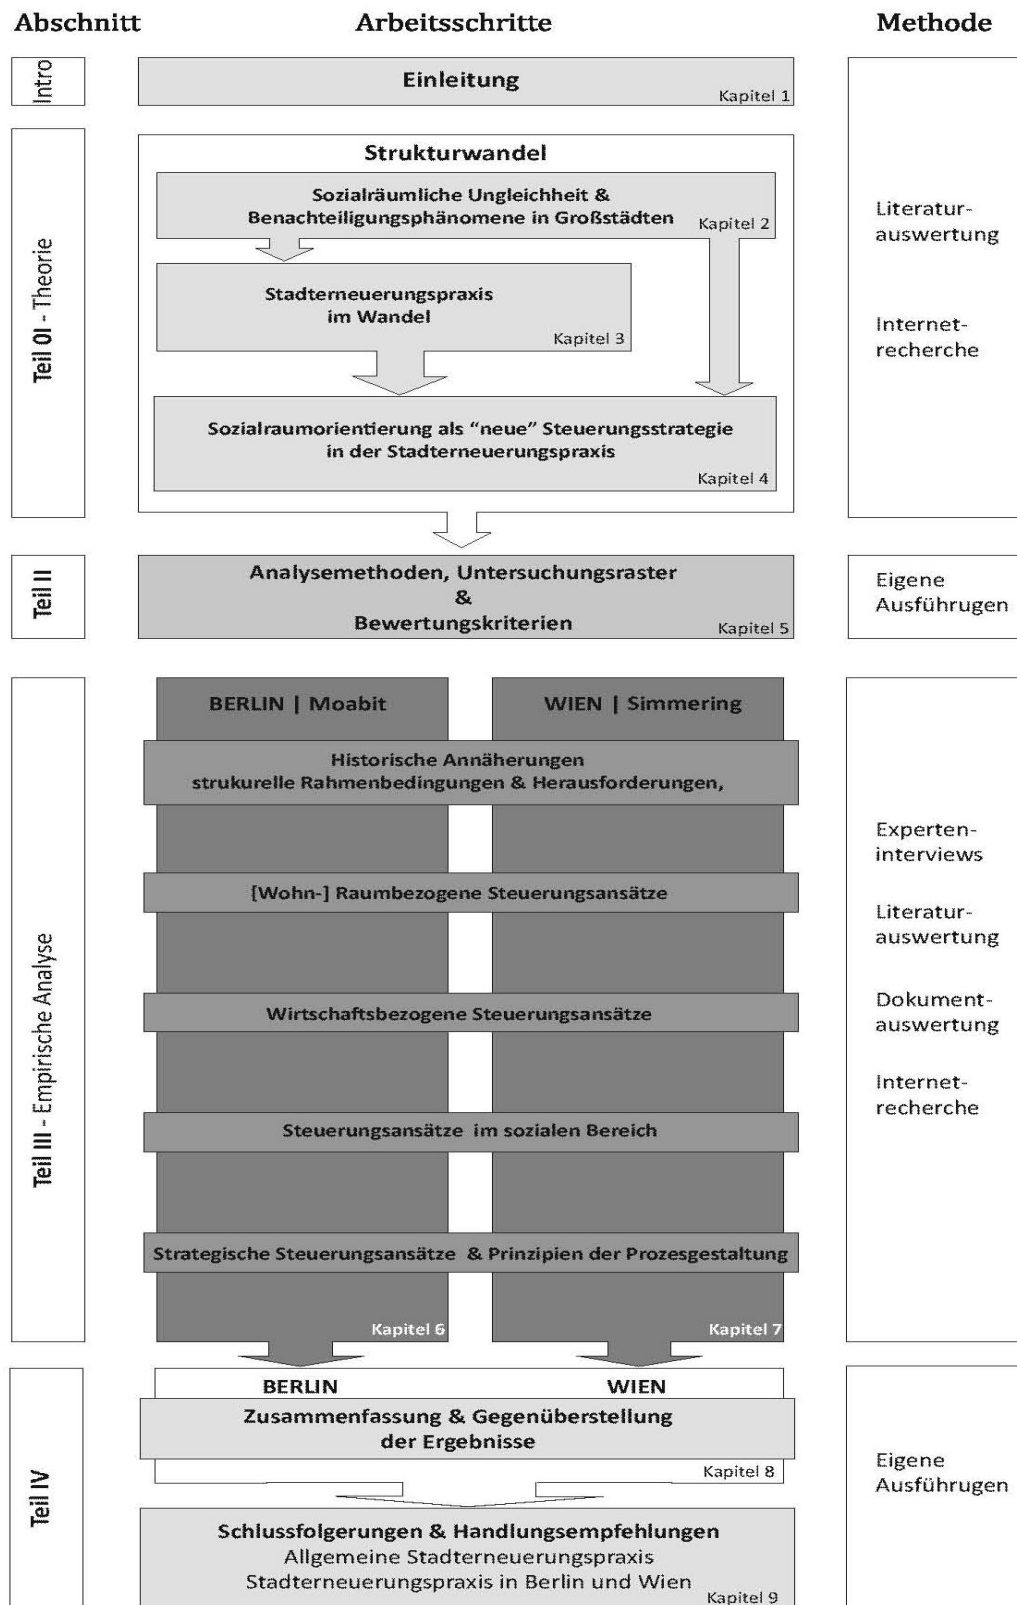 Abschnitt
Arbeitsschritte
Methode
Intro
Einleitung
Kapitel 1
Teil 0I - Theorie
Strukturwandel
Sozialräumliche Ungleichheit &
Benachteiligungsphänomene in Großstädten
Kapitel 2
Stadterneuerungspraxis
im Wandel
Kapitel 3
Sozialraumorientierung als “neue” Steuerungsstrategie
in der Stadterneuerungspraxis
Kapitel 4
Literatur-
auswertung
Internet-
recherche
Teil II
Analysemethoden, Untersuchungsraster
&
Bewertungskriterien
Kapitel 5
Eigene
Ausführugen
Teil III - Empirische Analyse
BERLIN | Moabit
WIEN | Simmering
Historische Annäherungen
strukurelle Rahmenbedingungen & Herausforderungen,
[Wohn-] Raumbezogene Steuerungsansätze
Wirtschaftsbezogene Steuerungsansätze
Steuerungsansätze im sozialen Bereich
Strategische Steuerungsansätze & Prinzipien der Prozesgestaltung
Kapitel 6
Kapitel 7
Experten-
interviews
Literatur-
auswertung
Dokument-
auswertung
Internet-
recherche
Teil IV
BERLIN
WIEN
Zusammenfassung & Gegenüberstellung
der Ergebnisse
Kapitel 8
Schlussfolgerungen & Handlungsempfehlungen
Allgemeine Stadterneuerungspraxis
Stadterneuerungspraxis in Berlin und Wien
Kapitel 9
Eigene
Ausführugen